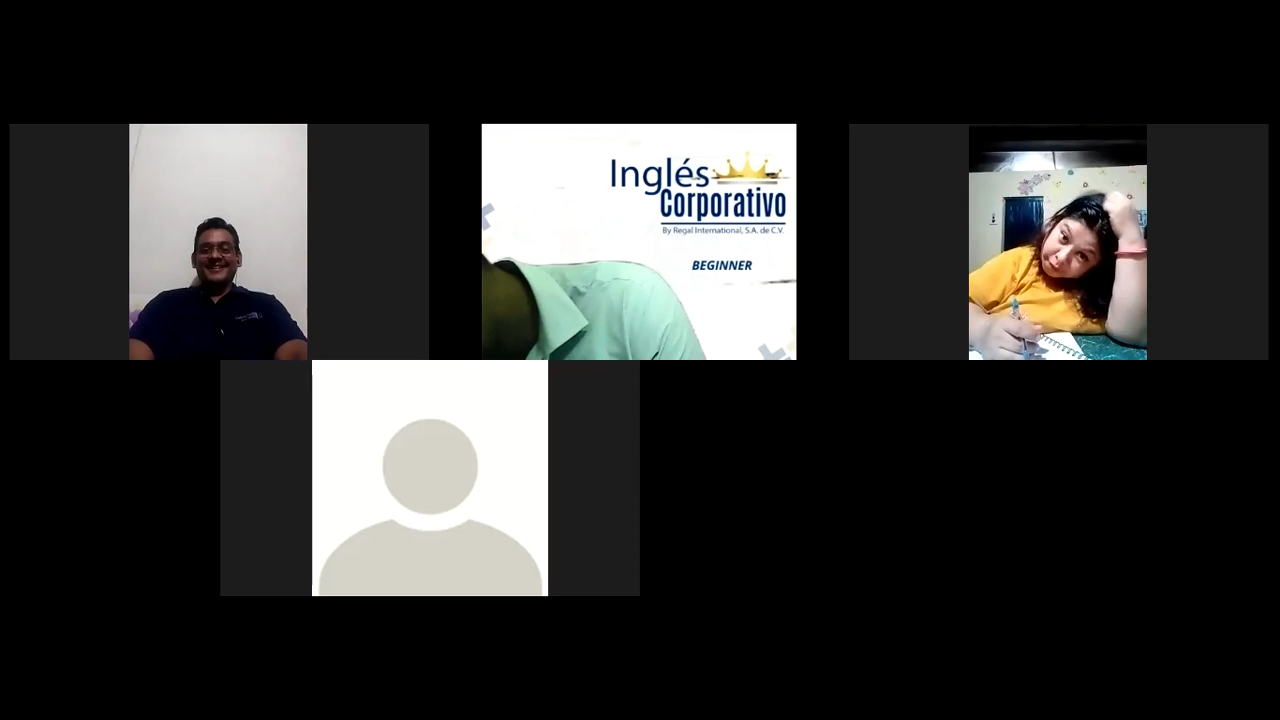 Inglés
Corporativo
By Regal International, S.A. de C.V.
BEGINNER